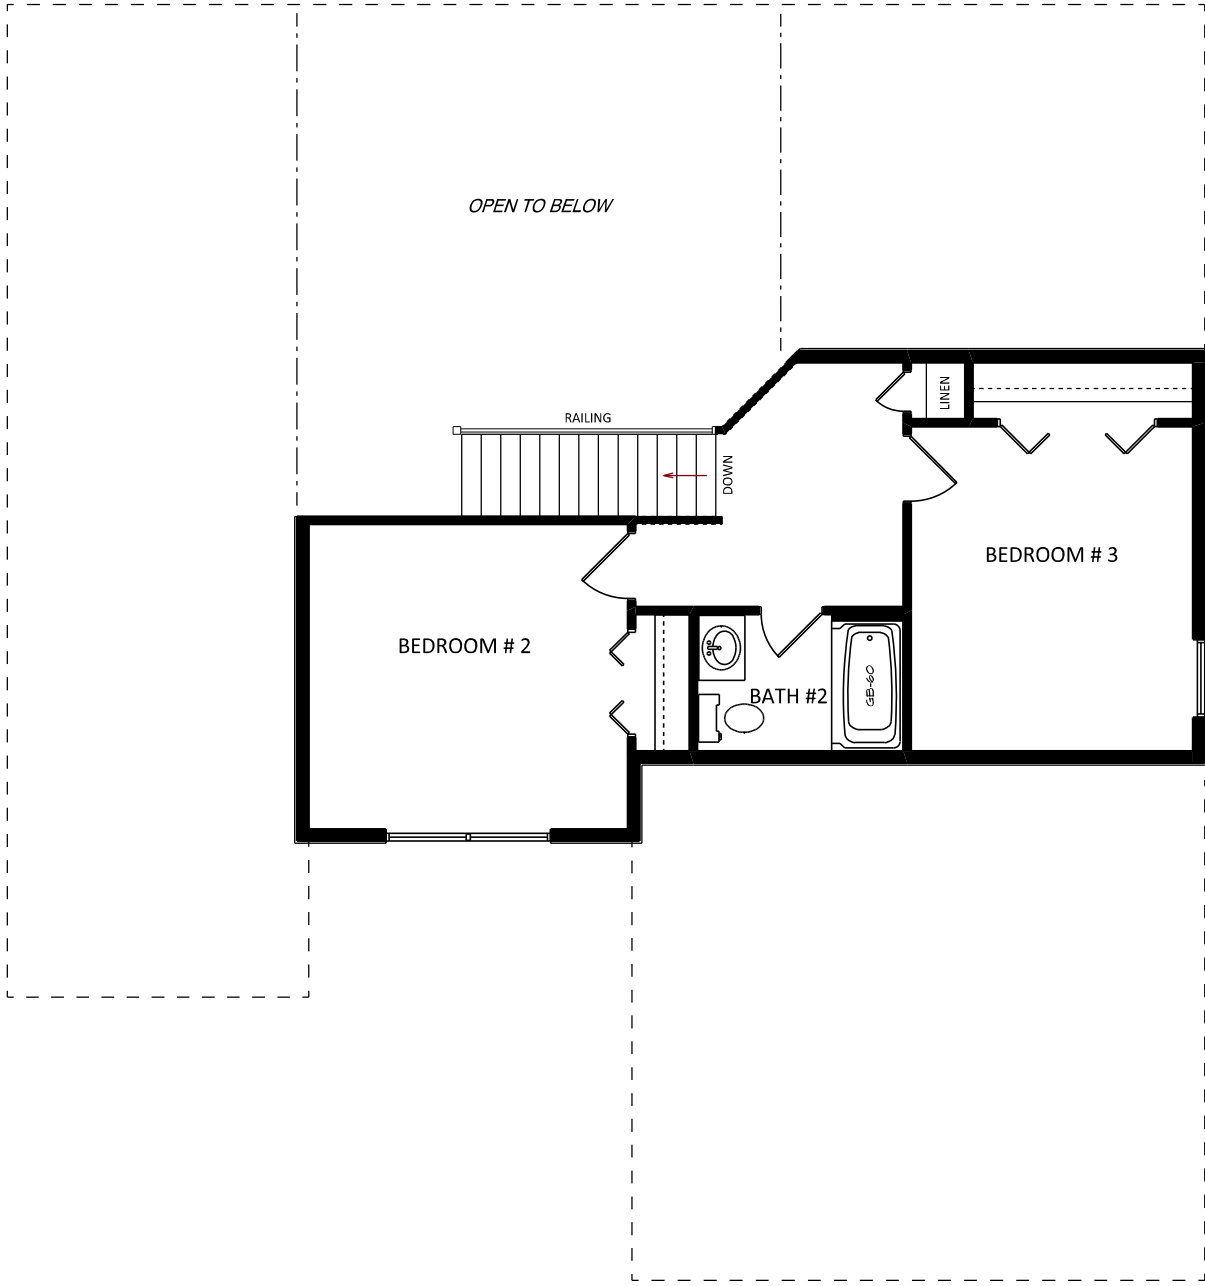 OPEN TO BELOW
LINEN
RAILING
DOWN
BEDROOM # 3
BEDROOM # 2
GB-60
BATH #2